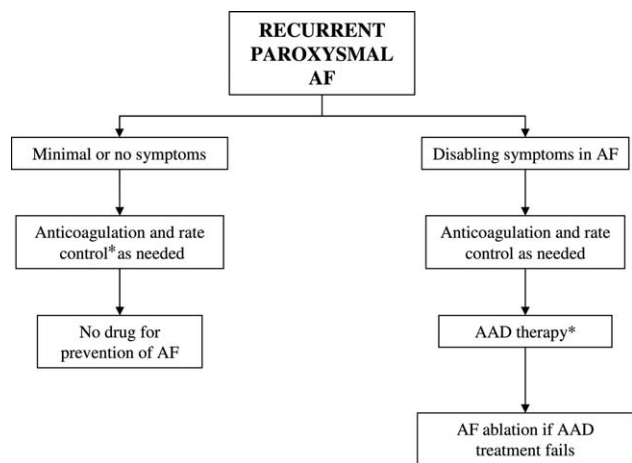 RECURRENT
PAROXYSMAL
AF
Minimal or no symptoms
Disabling symptoms in AF
Anticoagulation and rate
control* as needed
Anticoagulation and rate
control as needed
No drug for
prevention of AF
AAD therapy*
AF ablation if AAD
treatment fails